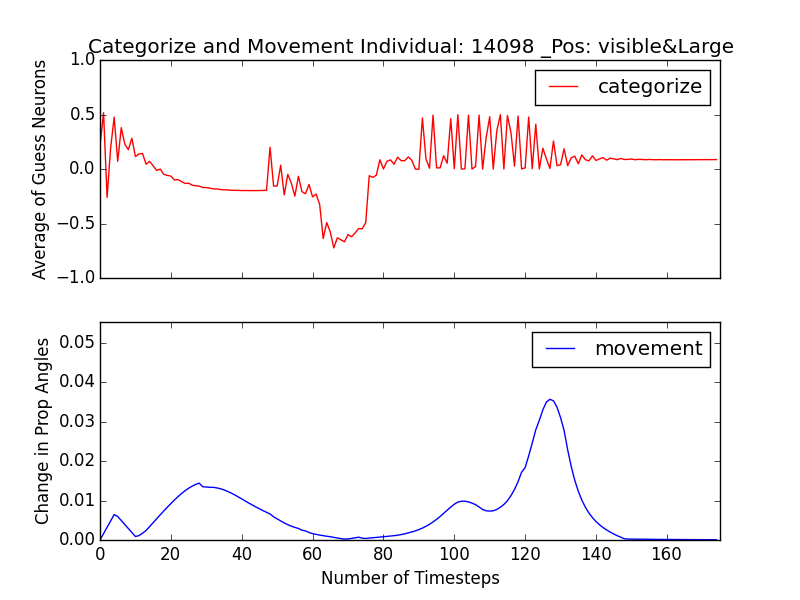 Categorize and Movement Individual: 14098 _Pos: visible&Large
1.0
0.5
0.0
−0.5
−1.0
Average of Guess Neurons
categorize
0.05
0.04
0.03
0.02
0.01
0.00
Change in Prop Angles
movement
0 20 40 60 80 100 120 140 160
Number of Timesteps